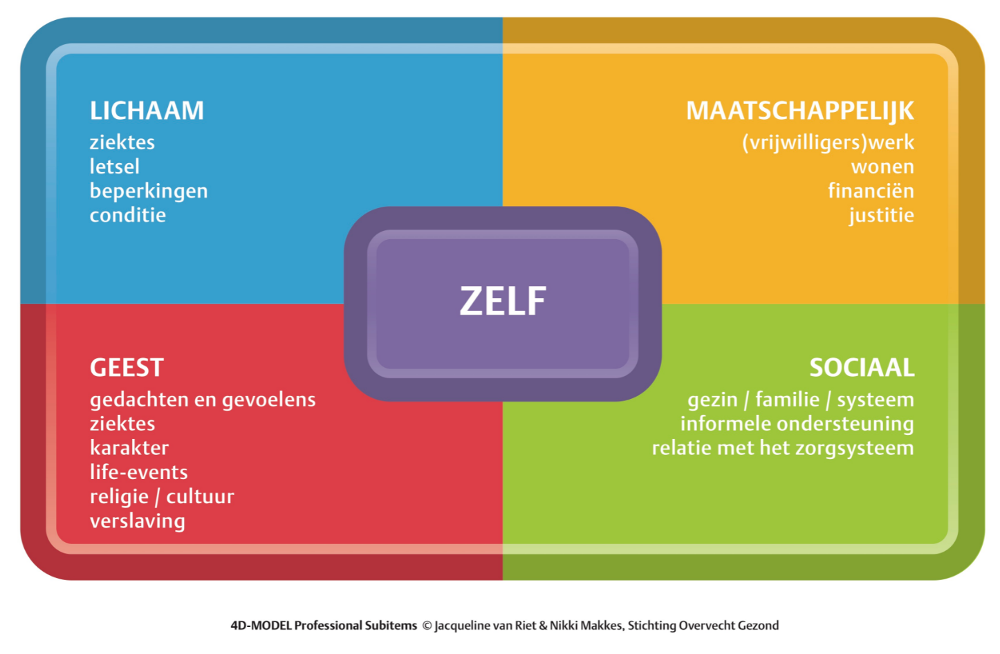 LICHAAM
ziektes
letsel
beperkingen
conditie
MAATSCHAPPELIJK
(vrijwilligers)werk
wonen
financiën
justitie
ZELF
GEEST
gedachten en gevoelens
ziektes
karakter
life-events
religie / cultuur
verslaving
SOCIAAL
gezin / familie / systeem
informele ondersteuning
relatie met het zorgsysteem
4D-MODEL Professional Subitems © Jacqueline van Riet & Nikki Makkes, Stichting Overvecht Gezond